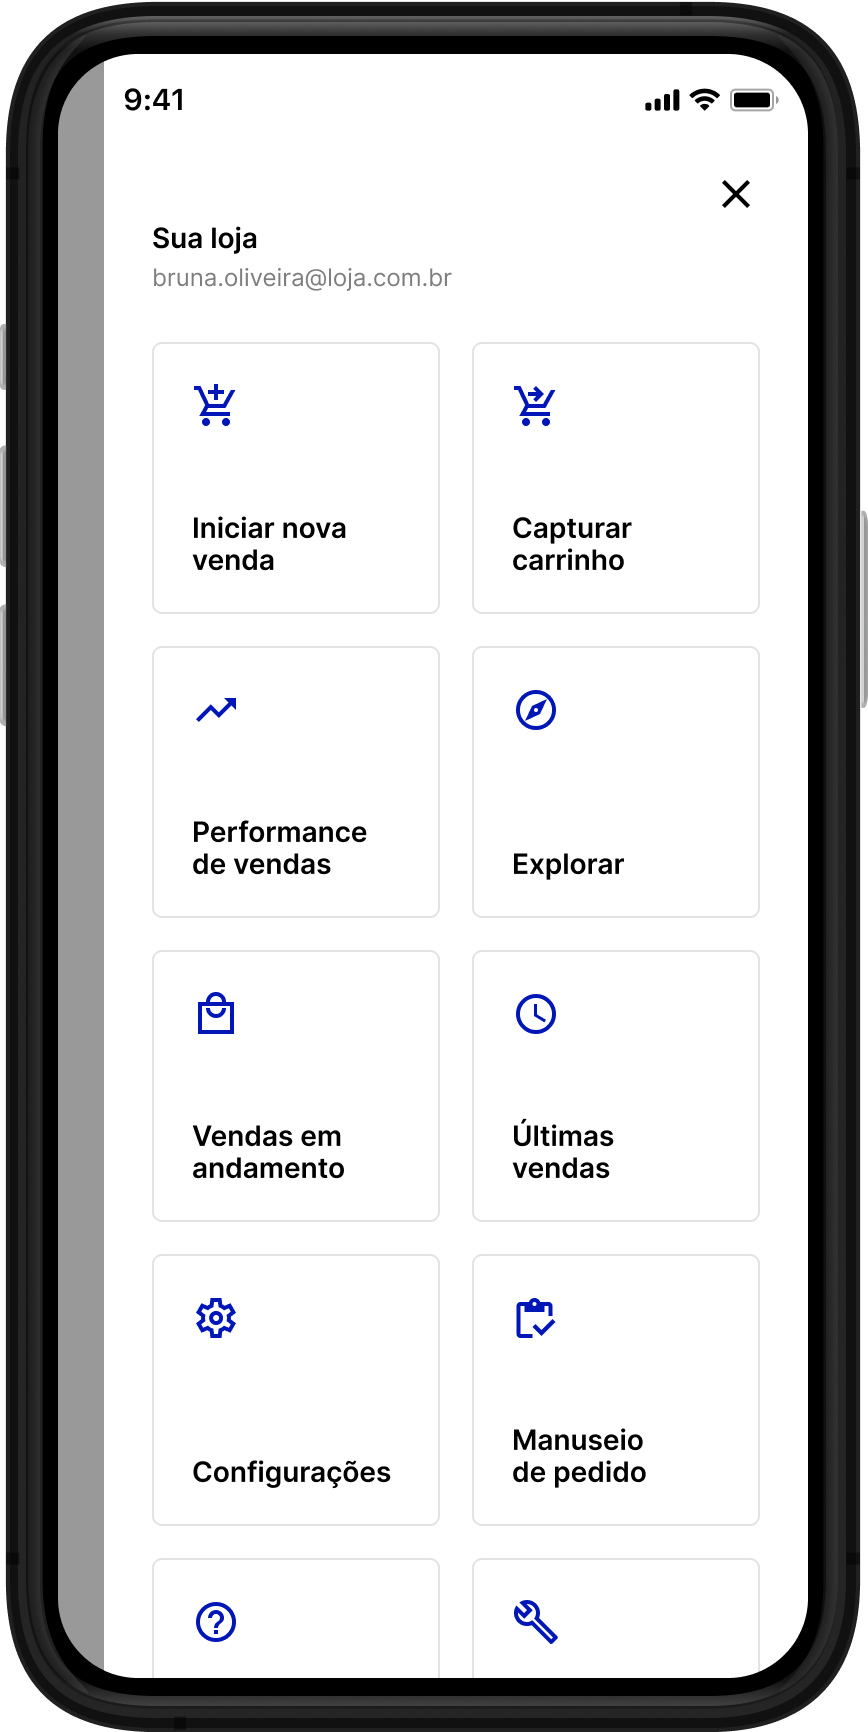 9:41
Sua loja
bruna.oliveira@loja.com.br
Iniciar nova
venda
Capturar
carrinho
Performance
de vendas
Explorar
Vendas em
andamento
Últimas
vendas
Configurações
Manuseio
de pedido